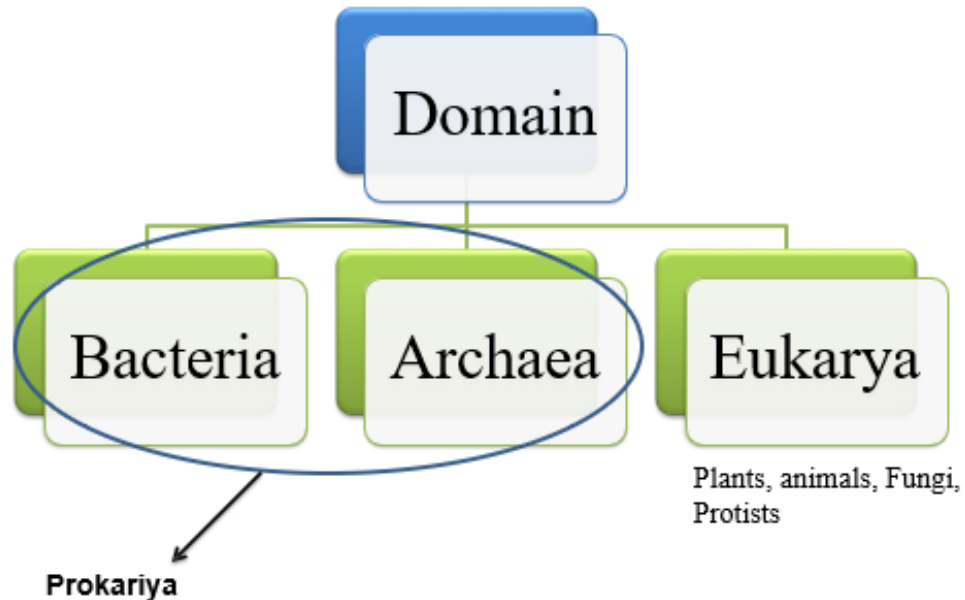 Domain
Bacteria
Archaea
Eukarya
Plants, animals, Fungi,
Protists
Prokariya